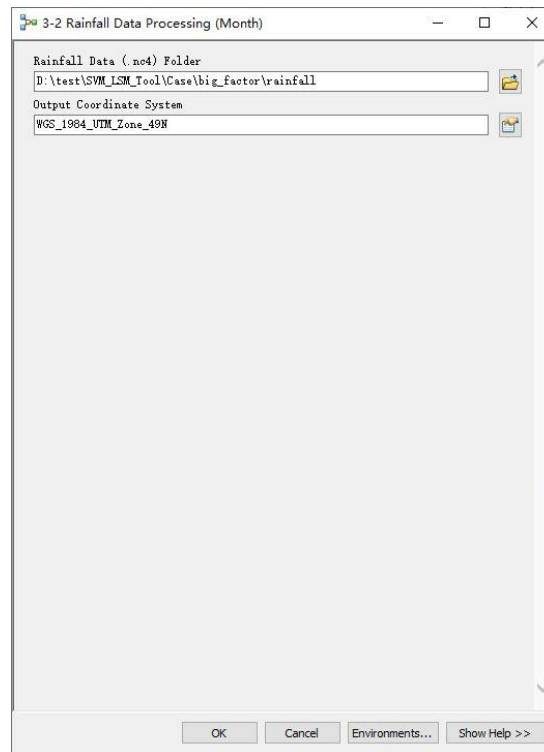 3-2 Rainfall Data Processing (Month)
Rainfall Data (.nc4) Folder
D:\test\SVM_LSM_Tool\Case\big_factor\rainfall
Output Coordinate System
WGS_1984_UTM_Zone_49N
OK Cancel Environments... Show Help >>